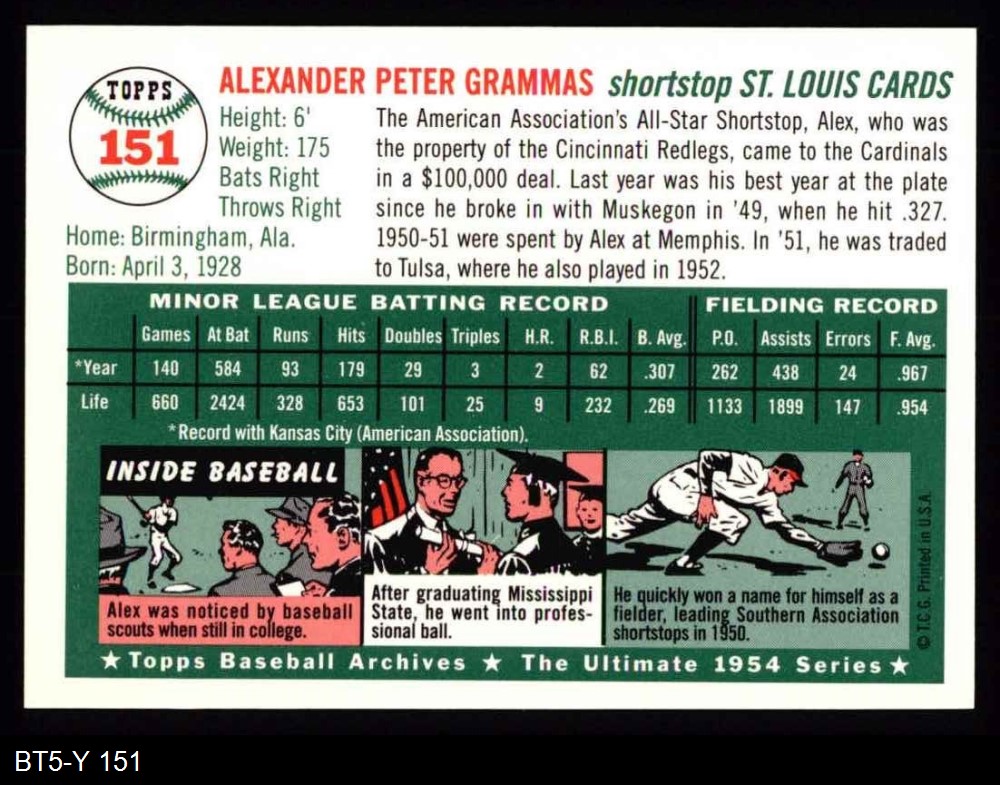 TOPPS
151
ALEXANDER PETER GRAMMAS shortstop ST. LOUIS CARDS
Height: 6'
Weight: 175
Bats Right
Throws Right
Home: Birmingham, Ala.
Born: April 3, 1928
The American Association's All-Star Shortstop, Alex, who was
the property of the Cincinnati Redlegs, came to the Cardinals
in a $100,000 deal. Last year was his best year at the plate
since he broke in with Muskegon in '49, when he hit .327.
1950-51 were spent by Alex at Memphis. In '51, he was traded
to Tulsa, where he also played in 1952.
MINOR LEAGUE BATTING RECORD FIELDING RECORD
Games At Bat Runs Hits Doubles Triples H.R. R.B.I. B. Avg. P.O. Assists Errors F. Avg.
*Year 140 584 93 179 29 3 2 62 .307 262 438 24 .967
Life 660 2424 328 653 101 25 9 232 .269 1133 1899 147 .954
*Record with Kansas City (American Association).
INSIDE BASEBALL
Alex was noticed by baseball
scouts when still in college.
After graduating Mississippi
State, he went into profes-
sional ball.
He quickly won a name for himself as a
fielder, leading Southern Association
shortstops in 1950.
© T.C.G. Printed in U.S.A.
★ Topps Baseball Archives ★ The Ultimate 1954 Series ★
BT5-Y 151